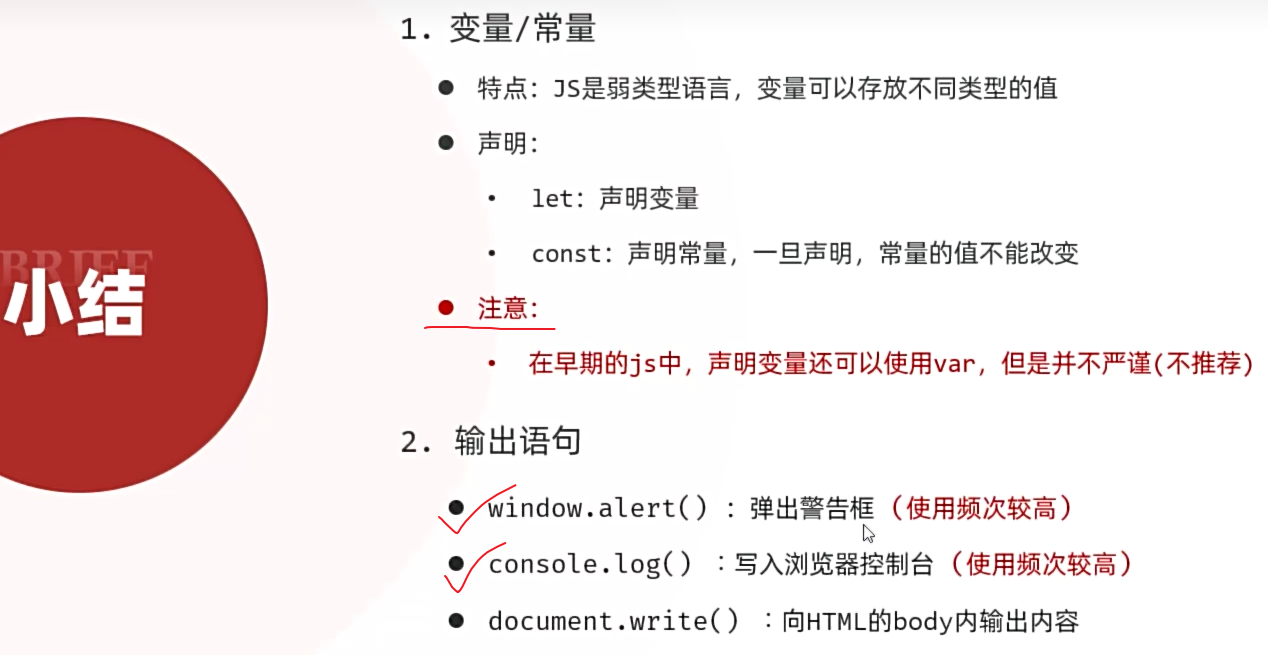 1. 变量/常量
特点：JS是弱类型语言，变量可以存放不同类型的值
声明：
let：声明变量
const：声明常量，一旦声明，常量的值不能改变
BRIEF
小结
注意：
在早期的js中，声明变量还可以使用var，但是并不严谨(不推荐)
2. 输出语句
window.alert() ：弹出警告框（使用频次较高）
console.log() ：写入浏览器控制台（使用频次较高）
document.write() ：向HTML的body内输出内容